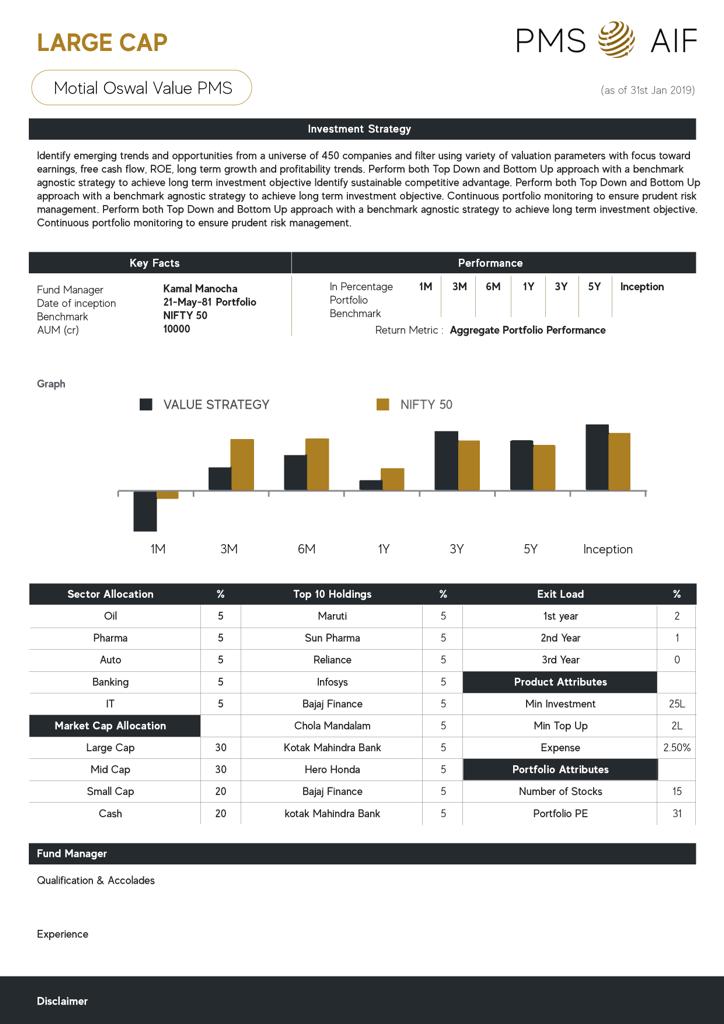 LARGE CAP
PMS AIF
Motial Oswal Value PMS
(as of 31st Jan 2019)
Investment Strategy
Identify emerging trends and opportunities from a universe of 450 companies and filter using variety of valuation parameters with focus toward
earnings, free cash flow, ROE, long term growth and profitability trends. Perform both Top Down and Bottom Up approach with a benchmark
agnostic strategy to achieve long term investment objective Identify sustainable competitive advantage. Perform both Top Down and Bottom Up
approach with a benchmark agnostic strategy to achieve long term investment objective. Continuous portfolio monitoring to ensure prudent risk
management. Perform both Top Down and Bottom Up approach with a benchmark agnostic strategy to achieve long term investment objective.
Continuous portfolio monitoring to ensure prudent risk management.
Key Facts
Fund Manager Kamal Manocha
Date of inception 21-May-81 Portfolio
Benchmark NIFTY 50
AUM (cr) 10000
Performance
In Percentage 1M 3M 6M 1Y 3Y 5Y Inception
Portfolio
Benchmark
Return Metric : Aggregate Portfolio Performance
Graph
VALUE STRATEGY NIFTY 50
1M 3M 6M 1Y 3Y 5Y Inception
Sector Allocation % Top 10 Holdings % Exit Load %
Oil 5 Maruti 5 1st year 2
Pharma 5 Sun Pharma 5 2nd Year 1
Auto 5 Reliance 5 3rd Year 0
Banking 5 Infosys 5 Product Attributes
IT 5 Bajaj Finance 5 Min Investment 25L
Market Cap Allocation Chola Mandalam 5 Min Top Up 2L
Large Cap 30 Kotak Mahindra Bank 5 Expense 2.50%
Mid Cap 30 Hero Honda 5 Portfolio Attributes
Small Cap 20 Bajaj Finance 5 Number of Stocks 15
Cash 20 kotak Mahindra Bank 5 Portfolio PE 31
Fund Manager
Qualification & Accolades
Experience
Disclaimer